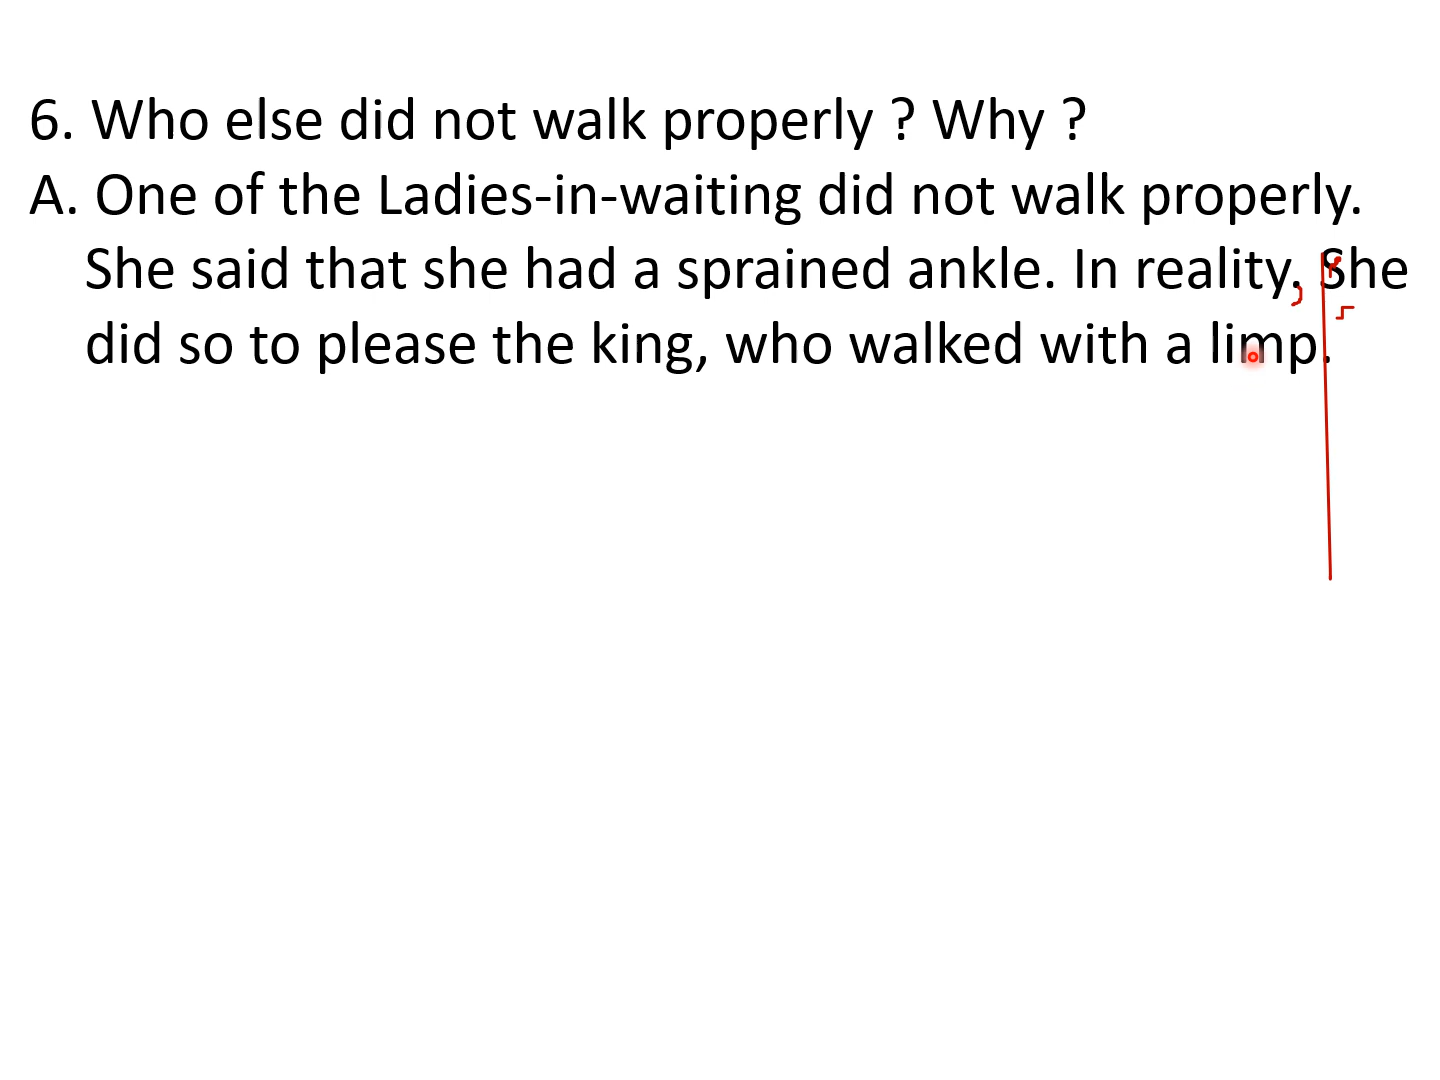 6. Who else did not walk properly ? Why ?
A. One of the Ladies-in-waiting did not walk properly.
She said that she had a sprained ankle. In reality, She
did so to please the king, who walked with a limp.